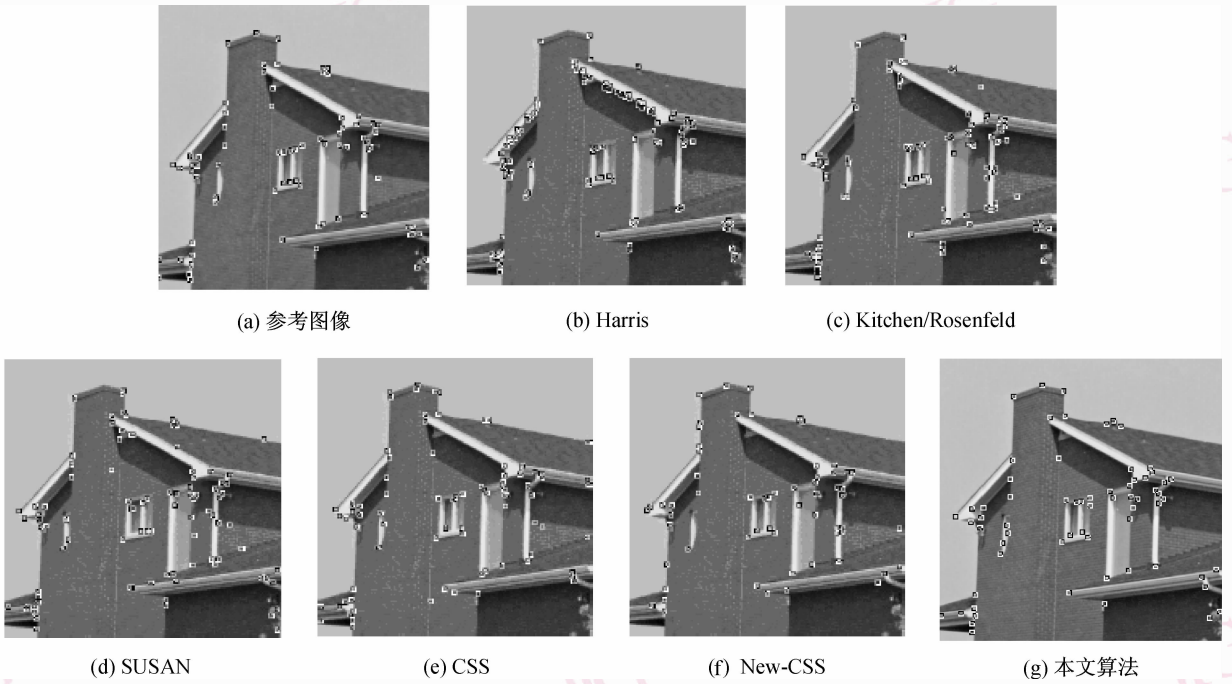 (a) 参考图像
(b) Harris
(c) Kitchen/Rosenfeld
(d) SUSAN
(e) CSS
(f) New-CSS
(g) 本文算法